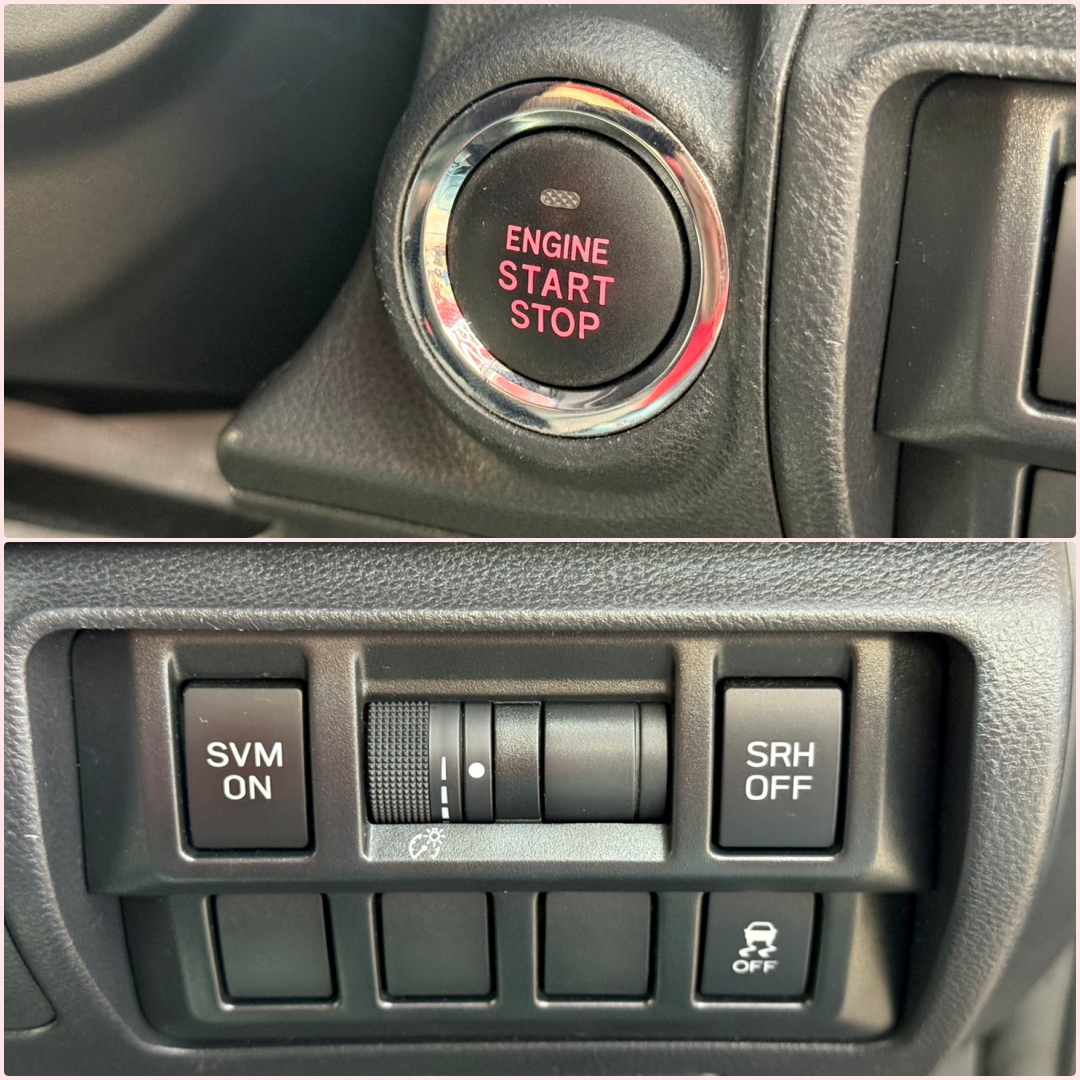 ENGINE
START
STOP
SVM
ON
SRH
OFF
OFF